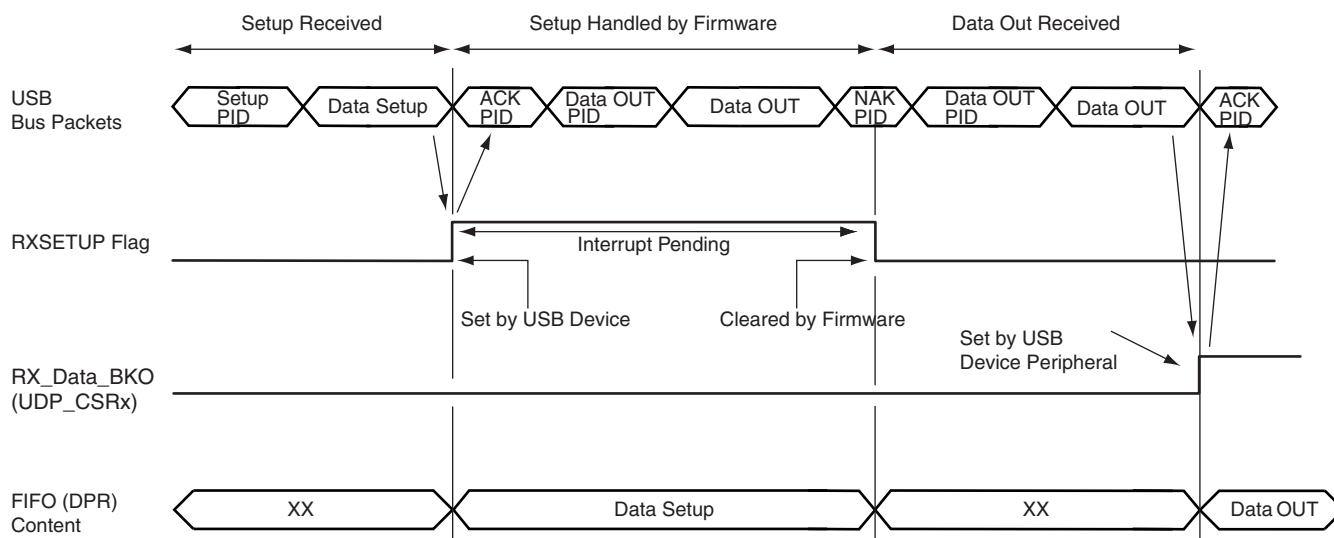 Setup Received
Setup Handled by Firmware
Data Out Received
USB
Bus Packets
Setup
PID
Data Setup
ACK
PID
Data OUT
PID
Data OUT
NAK
PID
Data OUT
PID
Data OUT
ACK
PID
RXSETUP Flag
Interrupt Pending
Set by USB Device
Cleared by Firmware
Set by USB
Device Peripheral
RX_Data_BKO
(UDP_CSRx)
FIFO (DPR)
Content
XX
Data Setup
XX
Data OUT